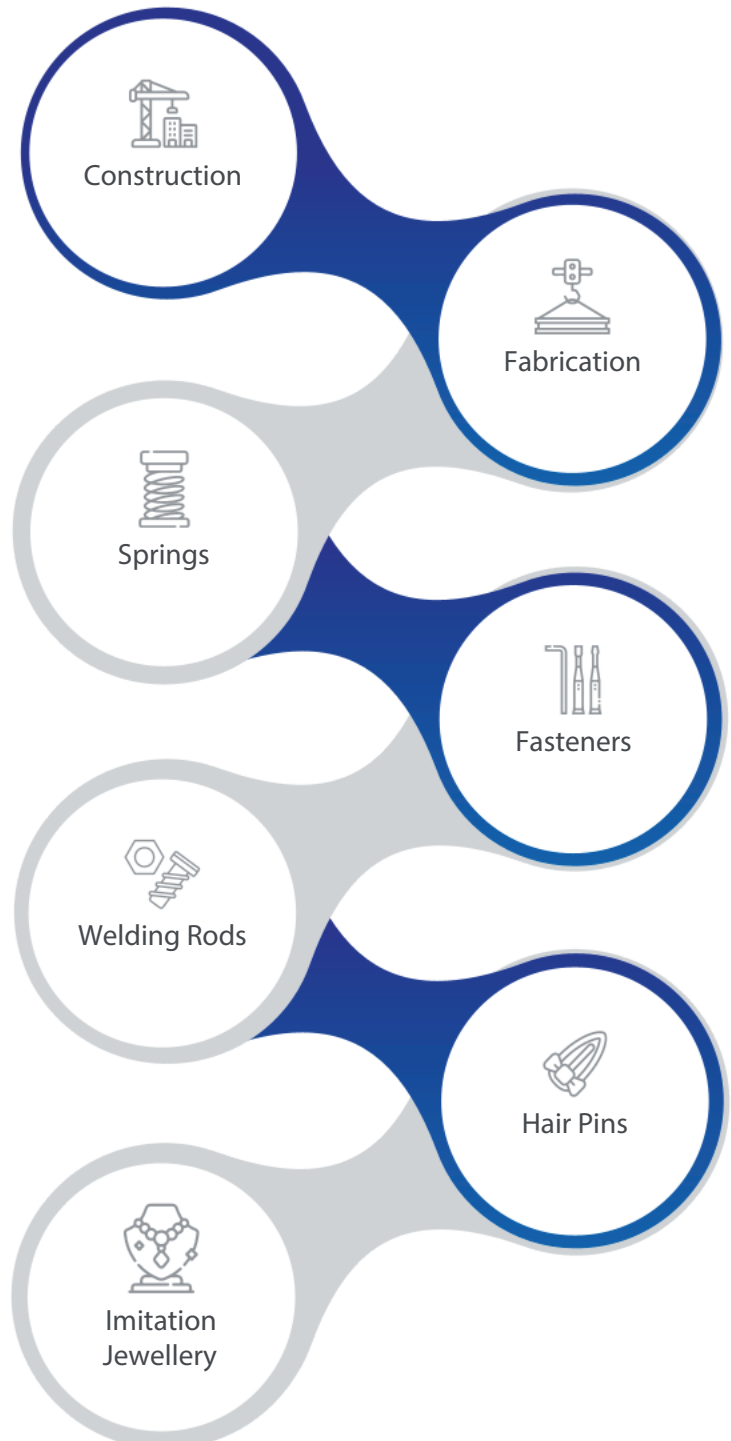 Construction
Fabrication
Springs
Fasteners
Welding Rods
Hair Pins
Imitation
Jewellery